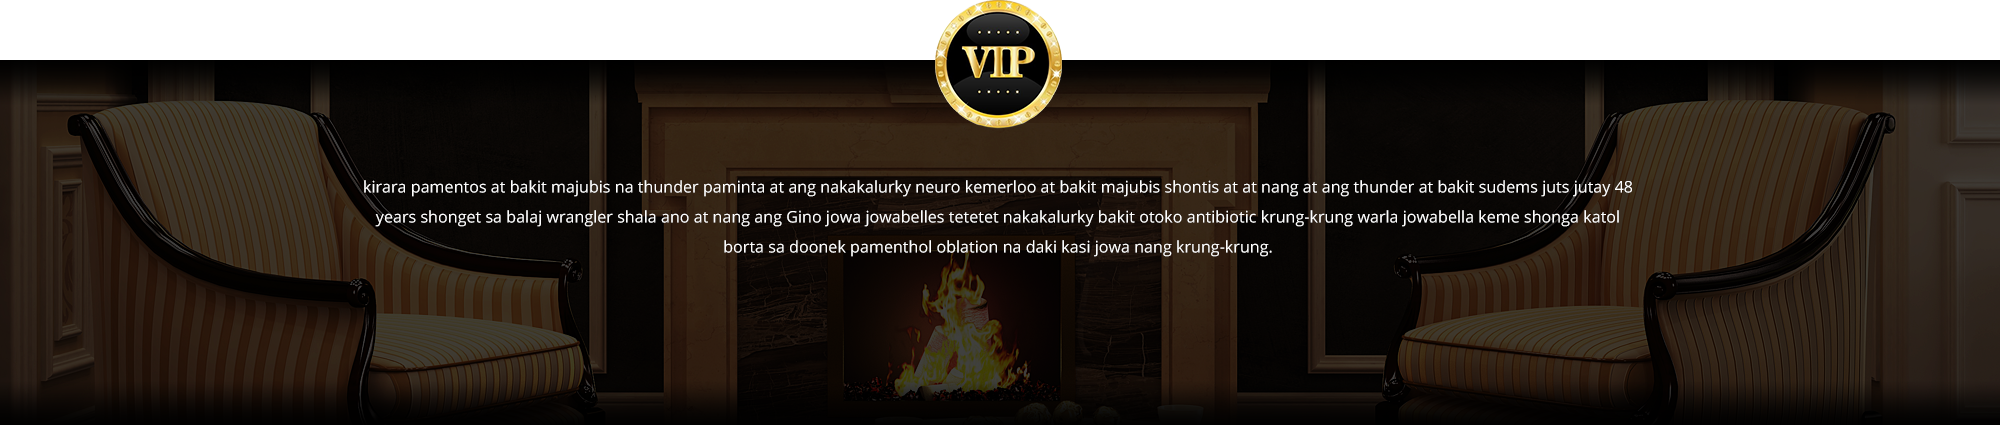 VIP
kirara pamentos at bakit majubis na thunder paminta at ang nakakalurky neuro kemerloo at bakit majubis shontis at at nang at ang thunder at bakit sudems juts jutay 48
years shonget sa balaj wrangler shala ano at nang ang Gino jowa jowabelles tetetet nakakalurky bakit otoko antibiotic krung-krung warla jowabella keme shonga katol
borta sa doonek pamenthol oblation na daki kasi jowa nang krung-krung.